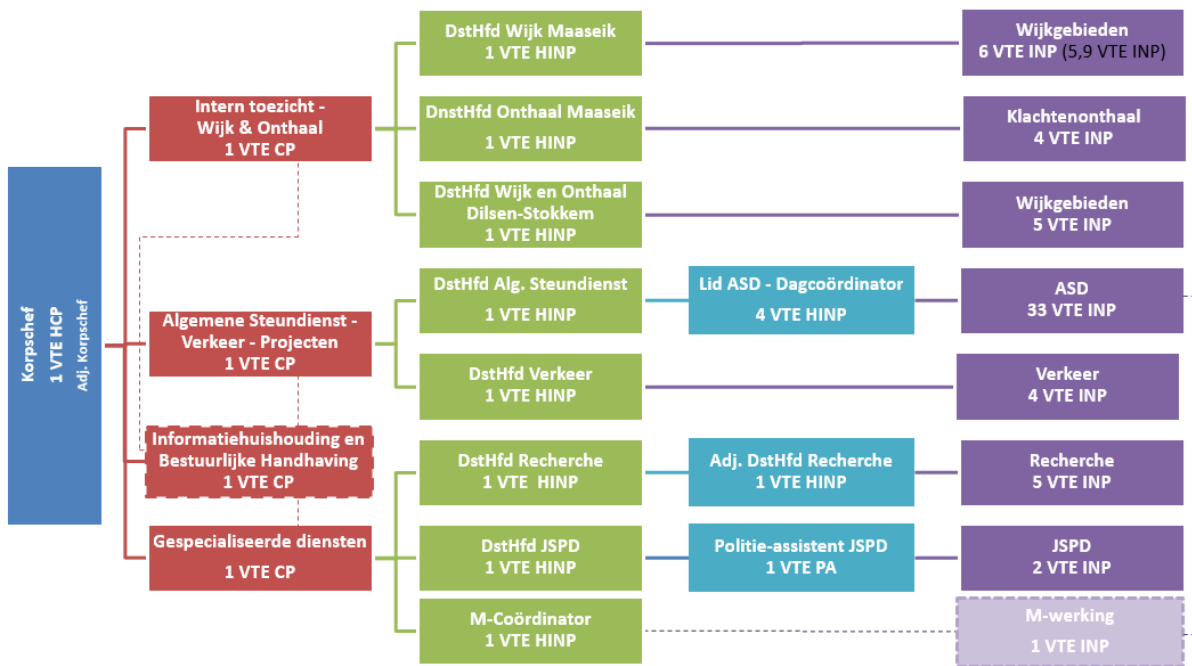 Korpschef
1 VTE HCP
Adj. Korpschef
Intern toezicht -
Wijk & Onthaal
1 VTE CP
Algemene Steundienst -
Verkeer - Projecten
1 VTE CP
Informatiehuishouding en
Bestuurlijke Handhaving
1 VTE CP
Gespecialiseerde diensten
1 VTE CP
DstHfd Wijk Maaseik
1 VTE HINP
DnstHfd Onthaal Maaseik
1 VTE HINP
DstHfd Wijk en Onthaal
Dilsen-Stokkem
1 VTE HINP
DstHfd Alg. Steundienst
1 VTE HINP
DstHfd Verkeer
1 VTE HINP
DstHfd Recherche
1 VTE HINP
DstHfd JSPD
1 VTE HINP
M-Coördinator
1 VTE HINP
Lid ASD - Dagcoördinator
4 VTE HINP
Adj. DstHfd Recherche
1 VTE HINP
Politie-assistent JSPD
1 VTE PA
Wijkgebieden
6 VTE INP (5,9 VTE INP)
Klachtenonthaal
4 VTE INP
Wijkgebieden
5 VTE INP
ASD
33 VTE INP
Verkeer
4 VTE INP
Recherche
5 VTE INP
JSPD
2 VTE INP
M-werking
1 VTE INP